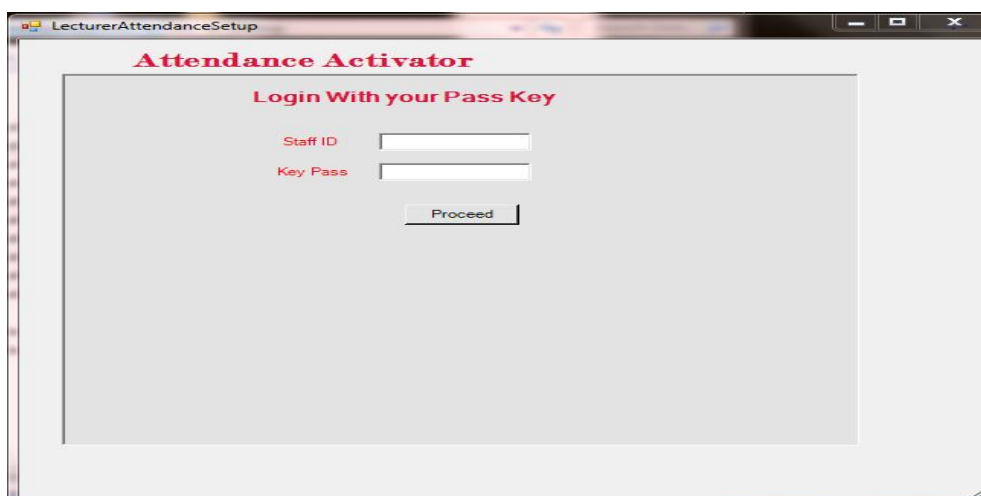 LecturerAttendanceSetup
Attendance Activator
Login With your Pass Key
Staff ID
Key Pass
Proceed